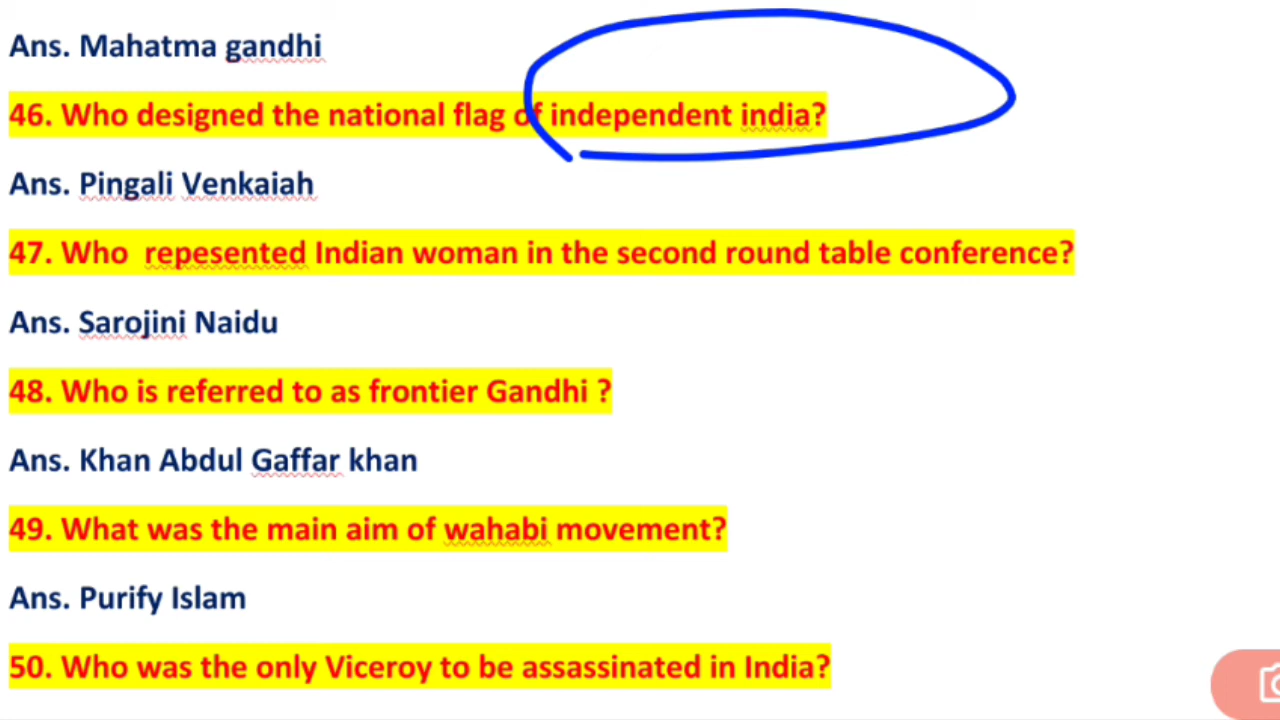 Ans. Mahatma gandhi
46. Who designed the national flag of independent india?
Ans. Pingali Venkaiah
47. Who repesented Indian woman in the second round table conference?
Ans. Sarojini Naidu
48. Who is referred to as frontier Gandhi ?
Ans. Khan Abdul Gaffar khan
49. What was the main aim of wahabi movement?
Ans. Purify Islam
50. Who was the only Viceroy to be assassinated in India?